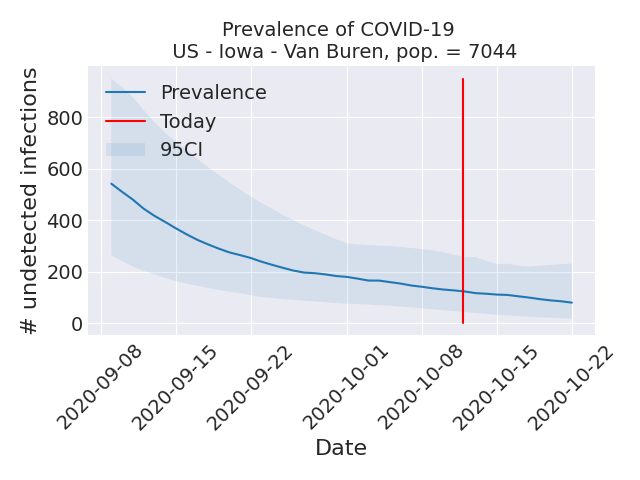 Prevalence of COVID-19
US - Iowa - Van Buren, pop. = 7044
# undetected infections
800
600
400
200
0
Prevalence
Today
95CI
2020-09-08
2020-09-15
2020-09-22
2020-10-01
2020-10-08
2020-10-15
2020-10-22
Date